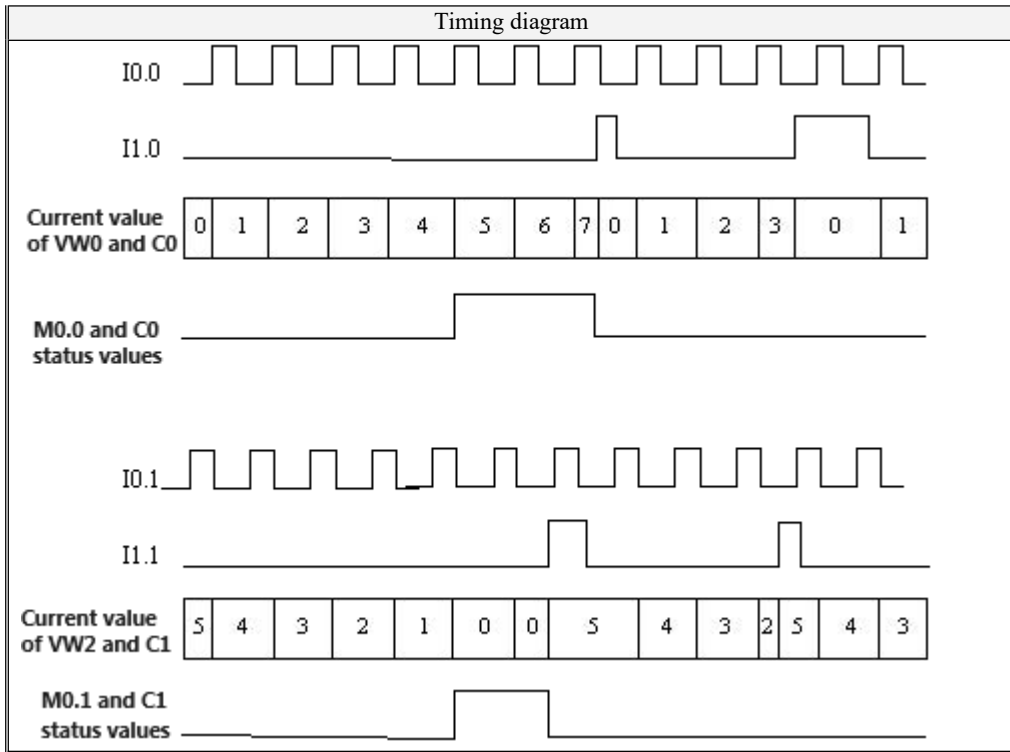 Timing diagram
I0.0
I1.0
Current value
of VW0 and C0
0 1 2 3 4 5 6 7 0 1 2 3 0 1
M0.0 and C0
status values
I0.1
I1.1
Current value
of VW2 and C1
5 4 3 2 1 0 0 5 4 3 2 5 4 3
M0.1 and C1
status values